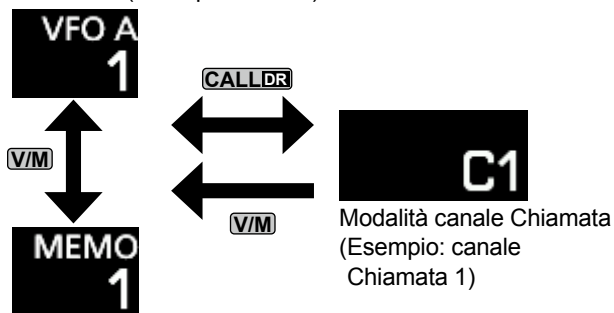 VFO A
1
CALL DR
V/M
C1
V/M
Modalità canale Chiamata
(Esempio: canale
Chiamata 1)
MEMO
1